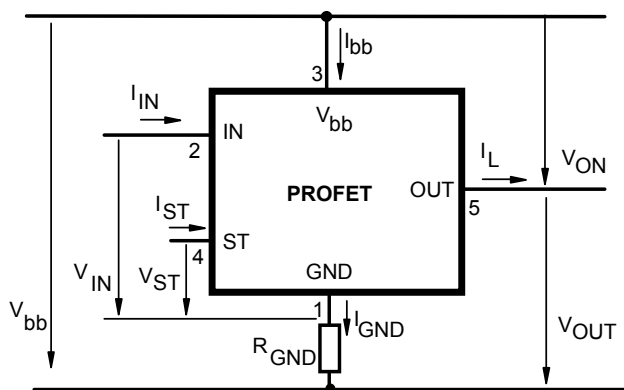 I_bb
3
I_IN
V_bb
IN
2
I_L
V_ON
PROFET
OUT
I_ST
5
ST
4
V_IN
V_ST
GND
V_bb
1
I_GND
V_OUT
R_GND